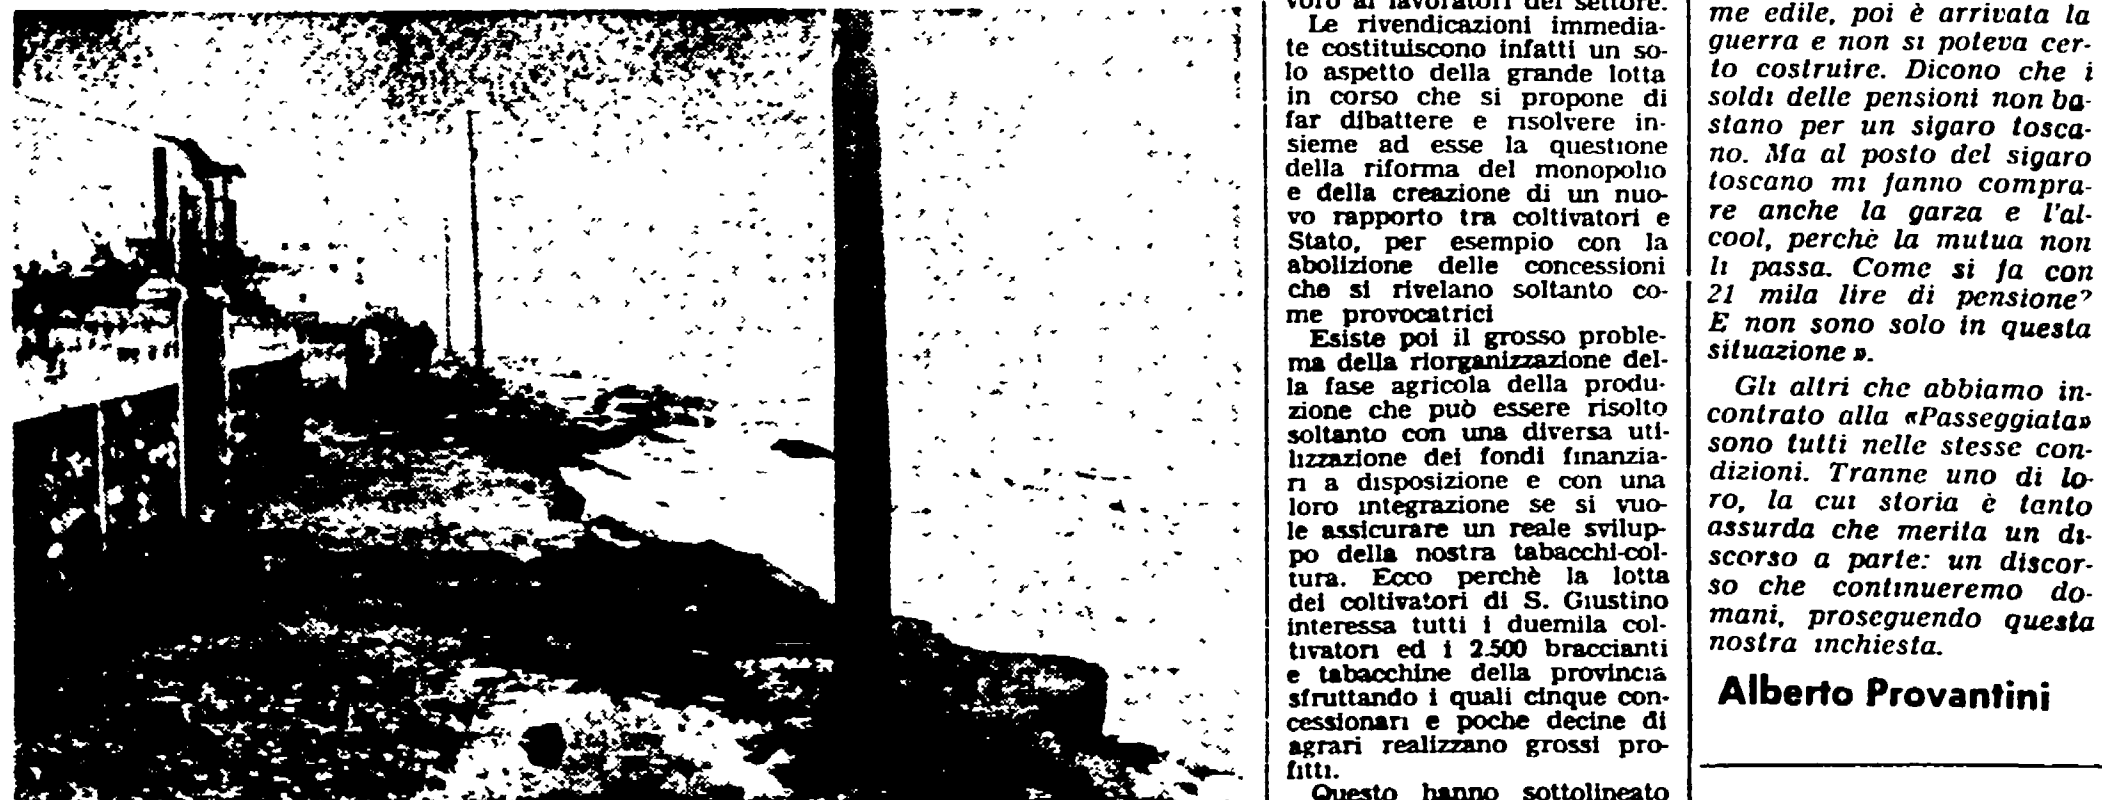 voro ai lavoratori del settore.
Le rivendicazioni immedia-
te costituiscono infatti un so-
lo aspetto della grande lotta
in corso che si propone di
far dibattere e risolvere in-
sieme ad esse la questione
della riforma del monopolio
e della creazione di un nuo-
vo rapporto tra coltivatori e
Stato, per esempio con la
abolizione delle concessioni
che si rivelano soltanto co-
me provocatrici
Esiste poi il grosso proble-
ma della riorganizzazione del-
la fase agricola della produ-
zione che può essere risolto
soltanto con una diversa uti-
lizzazione dei fondi finanzia-
ri a disposizione e con una
loro integrazione se si vuo-
le assicurare un reale svilup-
po della nostra tabacchi-col-
tura. Ecco perchè la lotta
dei coltivatori di S. Giustino
interessa tutti i duemila col-
tivatori ed i 2.500 braccianti
e tabacchine della provincia
sfruttando i quali cinque con-
cessionari e poche decine di
agrari realizzano grossi pro-
fitti.
Questo hanno sottolineato
me edile, poi è arrivata la
guerra e non si poteva cer-
to costruire. Dicono che i
soldi delle pensioni non ba-
stano per un sigaro tosca-
no. Ma al posto del sigaro
toscano mi fanno compra-
re anche la garza e l'al-
cool, perchè la mutua non
li passa. Come si fa con
21 mila lire di pensione?
E non sono solo in questa
situazione ».
Gli altri che abbiamo in-
contrato alla «Passeggiata»
sono tutti nelle stesse con-
dizioni. Tranne uno di lo-
ro, la cui storia è tanto
assurda che merita un di-
scorso a parte: un discor-
so che continueremo do-
mani, proseguendo questa
nostra inchiesta.
Alberto Provantini